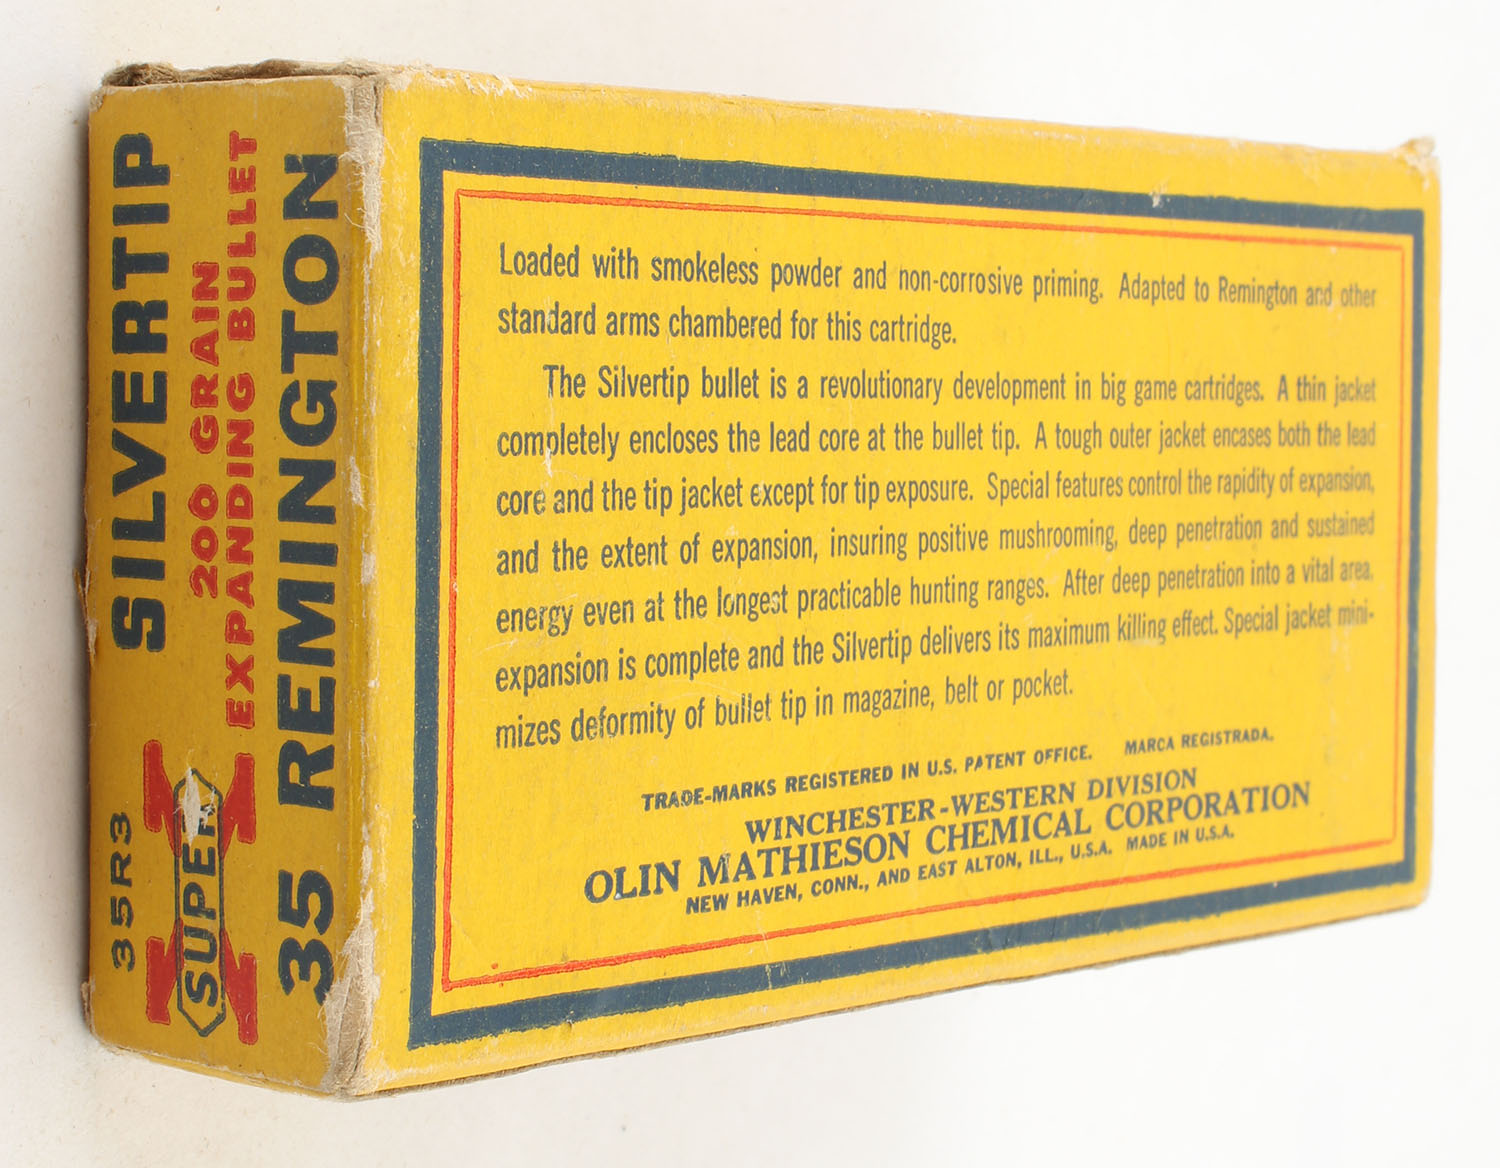 SILVERTIP
200 GRAIN
EXPANDING BULLET
35 REMINGTON
35R3
SUPER X
Loaded with smokeless powder and non-corrosive priming. Adapted to Remington and other
standard arms chambered for this cartridge.
The Silvertip bullet is a revolutionary development in big game cartridges. A thin jacket
completely encloses the lead core at the bullet tip. A tough outer jacket encases both the lead
core and the tip jacket except for tip exposure. Special features control the rapidity of expansion,
and the extent of expansion, insuring positive mushrooming, deep penetration and sustained
energy even at the longest practicable hunting ranges. After deep penetration into a vital area,
expansion is complete and the Silvertip delivers its maximum killing effect. Special jacket mini-
mizes deformity of bullet tip in magazine, belt or pocket.
TRADE-MARKS REGISTERED IN U.S. PATENT OFFICE. MARCA REGISTRADA.
WINCHESTER-WESTERN DIVISION
OLIN MATHIESON CHEMICAL CORPORATION
NEW HAVEN, CONN., AND EAST ALTON, ILL., U.S.A. MADE IN U.S.A.